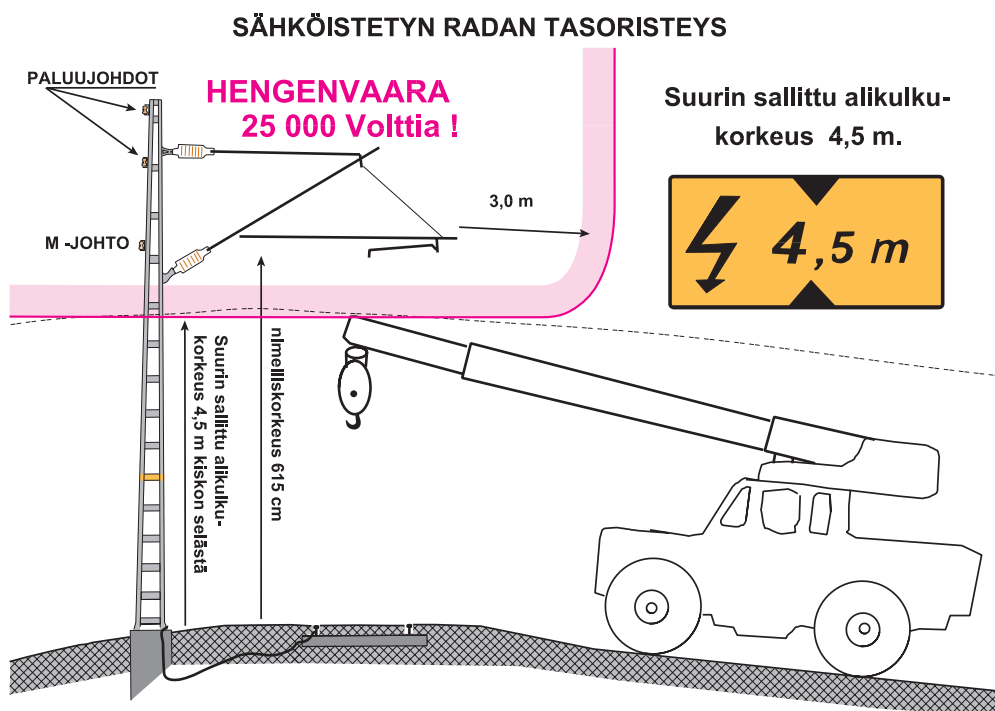 SÄHKÖISTETYN RADAN TASORISTEYS
PALUUJOHDOT
HENGENVAARA
25 000 Volttia !
Suurin sallittu alikulku-
korkeus 4,5 m.
3,0 m
M -JOHTO
4,5 m
Suurin sallittu alikulku-
korkeus 4,5 m kiskon selästä
nimelliskorkeus 615 cm